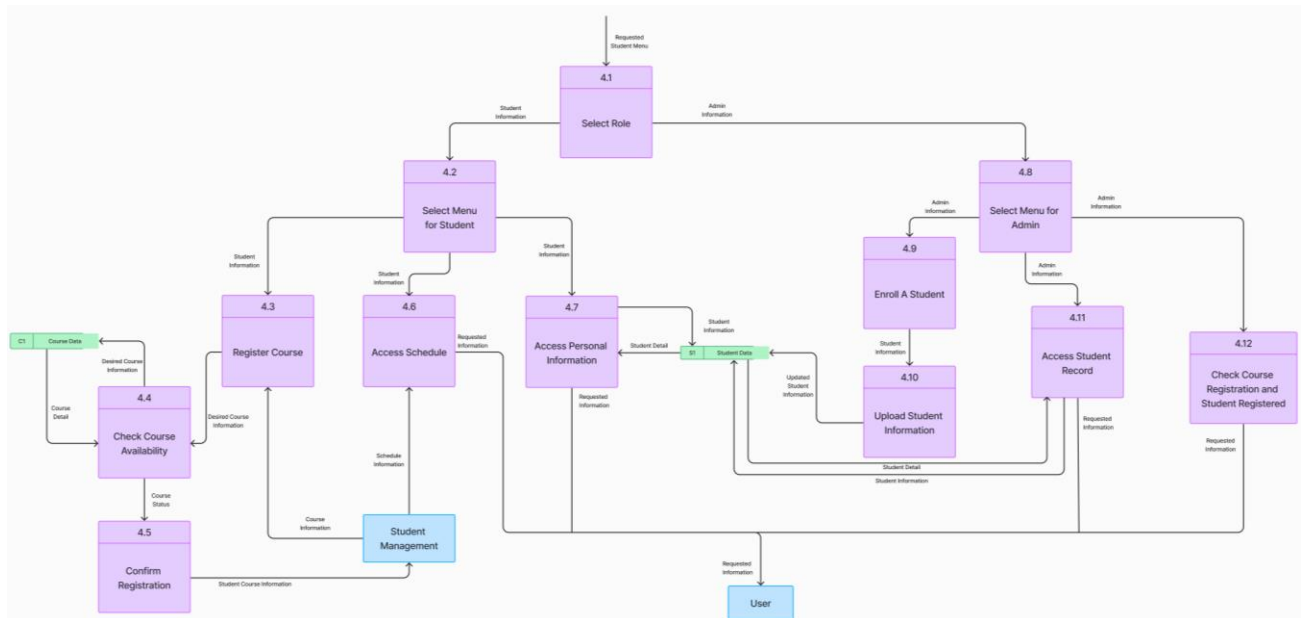 Requested
Student Menu
4.1
Select Role
Student
Information
Admin
Information
4.2
Select Menu
for Student
4.8
Select Menu for
Admin
Student
Information
Student
Information
Student
Information
Admin
Information
Admin
Information
Admin
Information
4.9
Enroll A Student
4.3
Register Course
4.6
Access Schedule
Requested
Information
4.7
Access Personal
Information
Student
Information
Student Detail
S1
Student Data
Student
Information
4.11
Access Student
Record
4.12
Check Course
Registration and
Student Registered
C1
Course Data
Desired Course
Information
Course
Detail
4.4
Check Course
Availability
Desired Course
Information
Requested
Information
Updated
Student
Information
4.10
Upload Student
Information
Requested
Information
Requested
Information
Schedule
Information
Student Detail
Student Information
Course
Status
4.5
Confirm
Registration
Course
Information
Student
Management
Student Course Information
Requested
Information
User